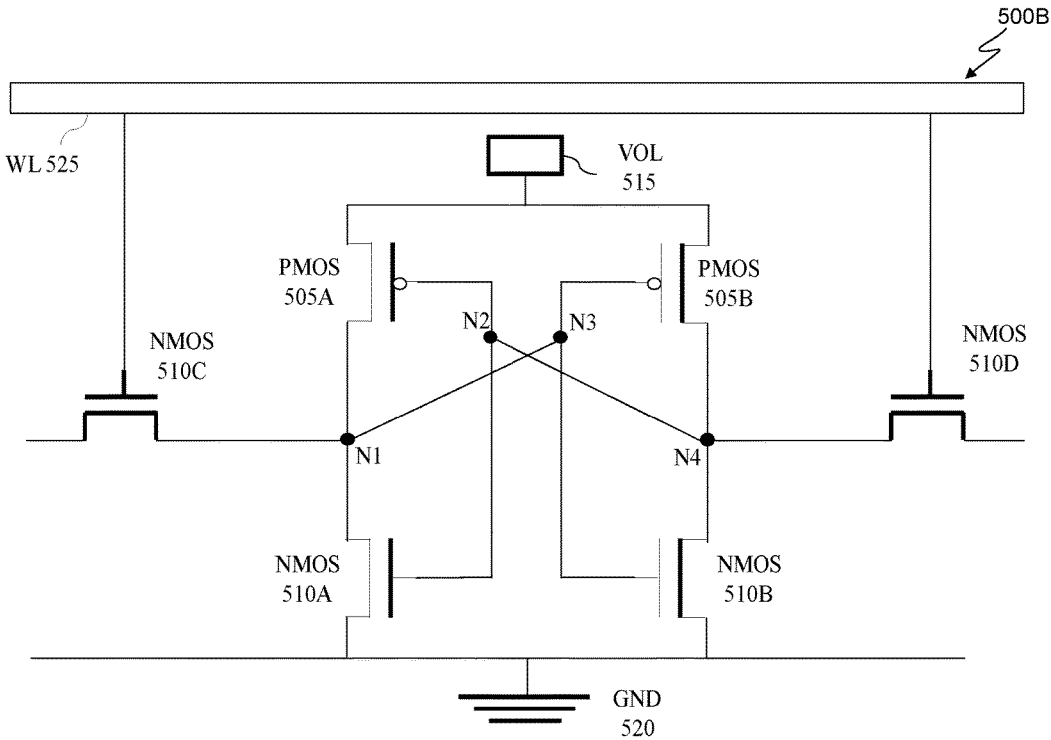 500B
WL 525
VOL
515
PMOS
505A
PMOS
505B
N2
N3
NMOS
510C
NMOS
510D
N1
N4
NMOS
510A
NMOS
510B
GND
520